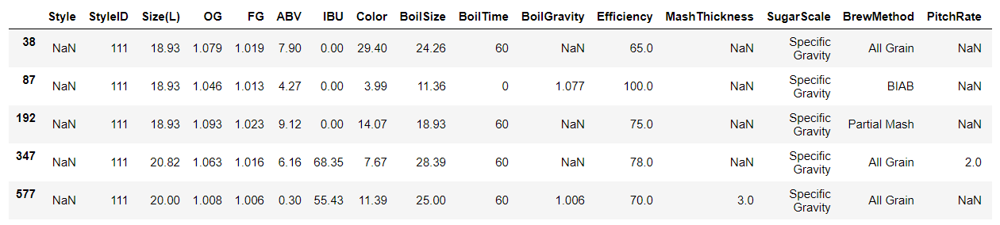 Style StyleID Size(L) OG FG ABV IBU Color BoilSize BoilTime BoilGravity Efficiency MashThickness SugarScale BrewMethod PitchRate
38 NaN 111 18.93 1.079 1.019 7.90 0.00 29.40 24.26 60 NaN 65.0 NaN Specific Gravity All Grain NaN
87 NaN 111 18.93 1.046 1.013 4.27 0.00 3.99 11.36 0 1.077 100.0 NaN Specific Gravity BIAB NaN
192 NaN 111 18.93 1.093 1.023 9.12 0.00 14.07 18.93 60 NaN 75.0 NaN Specific Gravity Partial Mash NaN
347 NaN 111 20.82 1.063 1.016 6.16 68.35 7.67 28.39 60 NaN 78.0 NaN Specific Gravity All Grain 2.0
577 NaN 111 20.00 1.008 1.006 0.30 55.43 11.39 25.00 60 1.006 70.0 3.0 Specific Gravity All Grain NaN